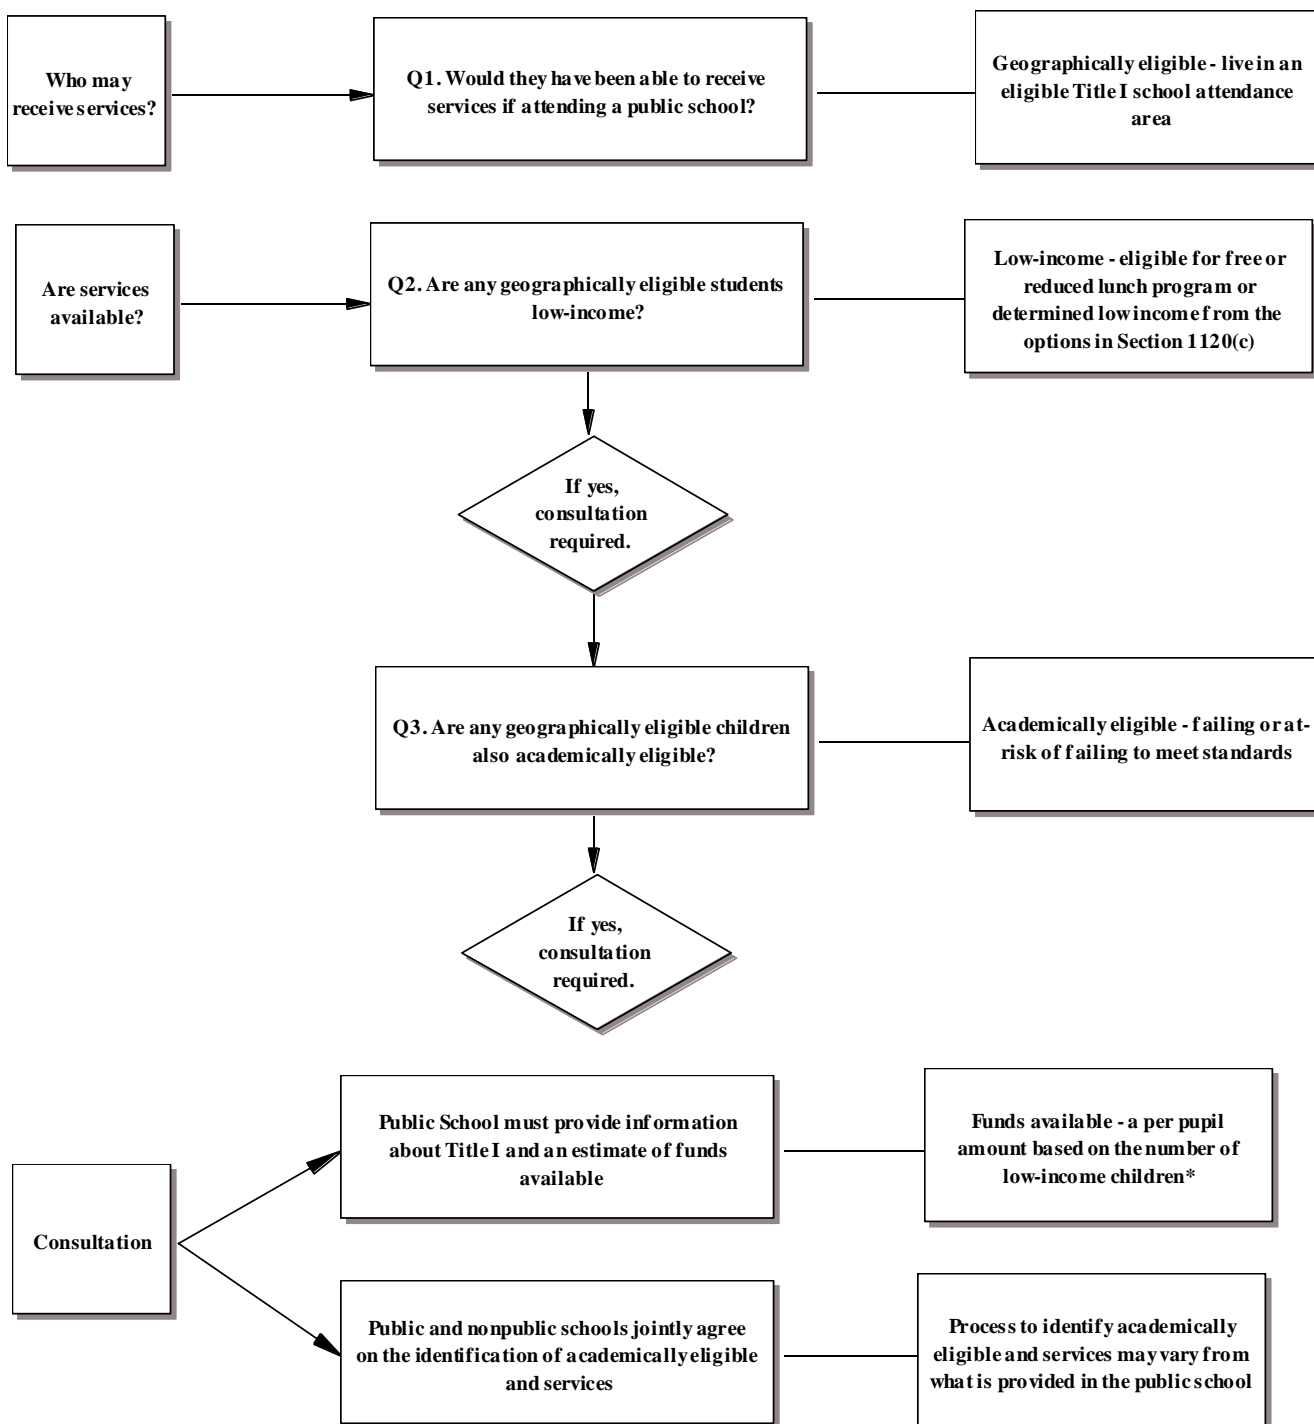 Who may
receive services?
Q1. Would they have been able to receive
services if attending a public school?
Geographically eligible - live in an
eligible Title I school attendance
area
Are services
available?
Q2. Are any geographically eligible students
low-income?
Low-income - eligible for free or
reduced lunch program or
determined low income from the
options in Section 1120(c)
If yes,
consultation
required.
Q3. Are any geographically eligible children
also academically eligible?
Academically eligible - failing or at-
risk of failing to meet standards
If yes,
consultation
required.
Consultation
Public School must provide information
about Title I and an estimate of funds
available
Funds available - a per pupil
amount based on the number of
low-income children*
Public and nonpublic schools jointly agree
on the identification of academically eligible
and services
Process to identify academically
eligible and services may vary from
what is provided in the public school